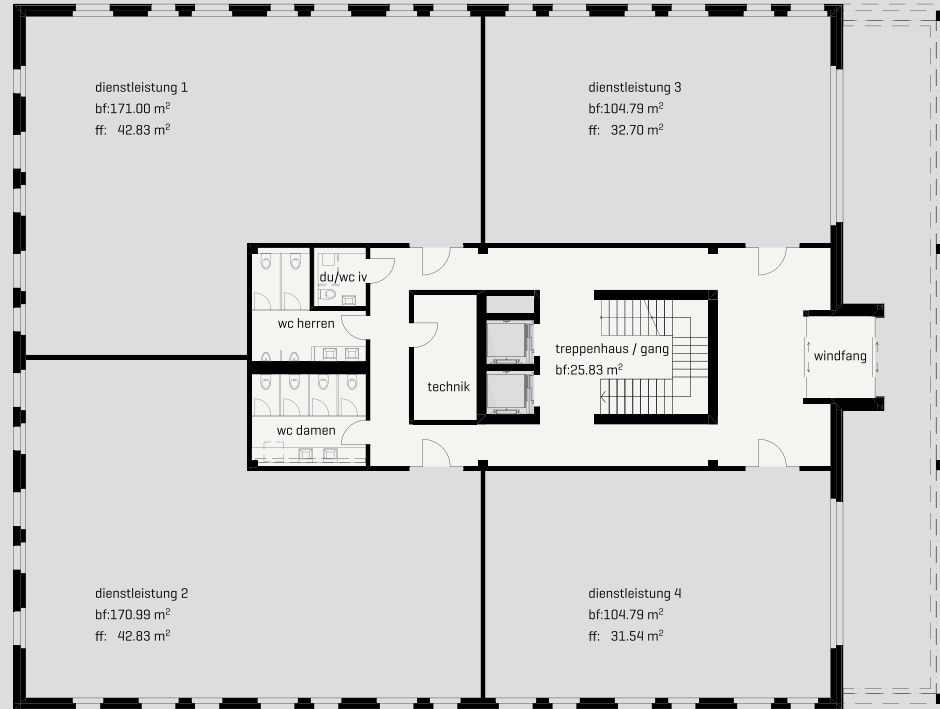 dienstleistung 1
bf:171.00 m²
ff: 42.83 m²
dienstleistung 3
bf:104.79 m²
ff: 32.70 m²
du/wc iv
wc herren
treppenhaus / gang
bf:25.83 m²
windfang
technik
wc damen
dienstleistung 2
bf:170.99 m²
ff: 42.83 m²
dienstleistung 4
bf:104.79 m²
ff: 31.54 m²